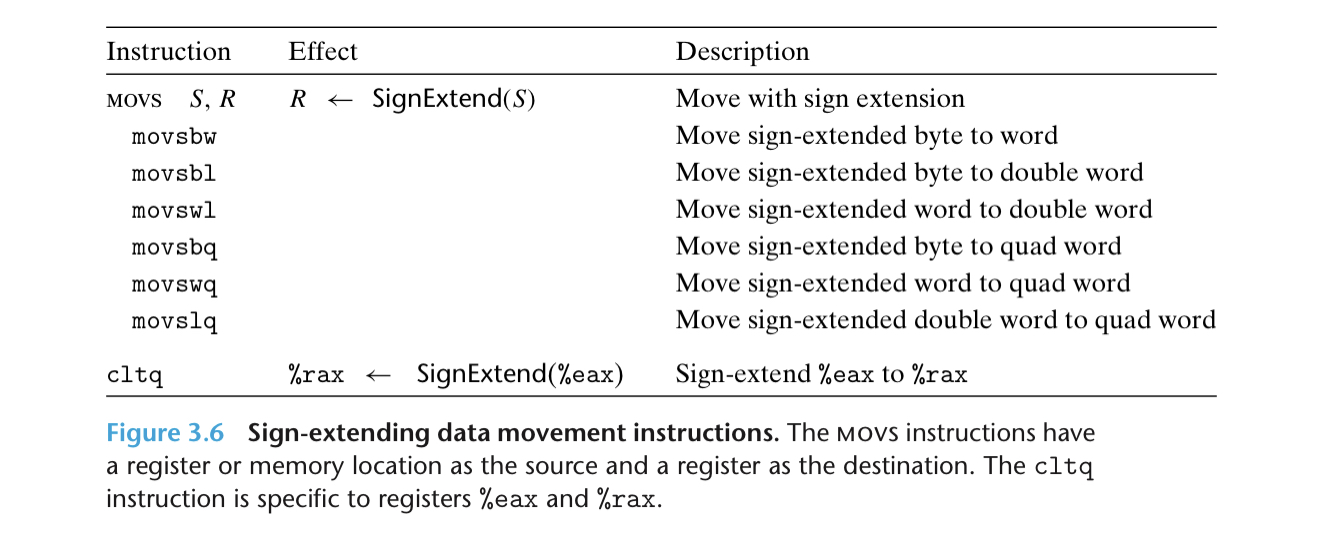 Instruction Effect Description
MOVS S, R R ← SignExtend(S) Move with sign extension
movsbw Move sign-extended byte to word
movsbl Move sign-extended byte to double word
movswl Move sign-extended word to double word
movsbq Move sign-extended byte to quad word
movswq Move sign-extended word to quad word
movslq Move sign-extended double word to quad word
cltq %rax ← SignExtend(%eax) Sign-extend %eax to %rax
Figure 3.6 Sign-extending data movement instructions. The MOVS instructions have
a register or memory location as the source and a register as the destination. The cltq
instruction is specific to registers %eax and %rax.